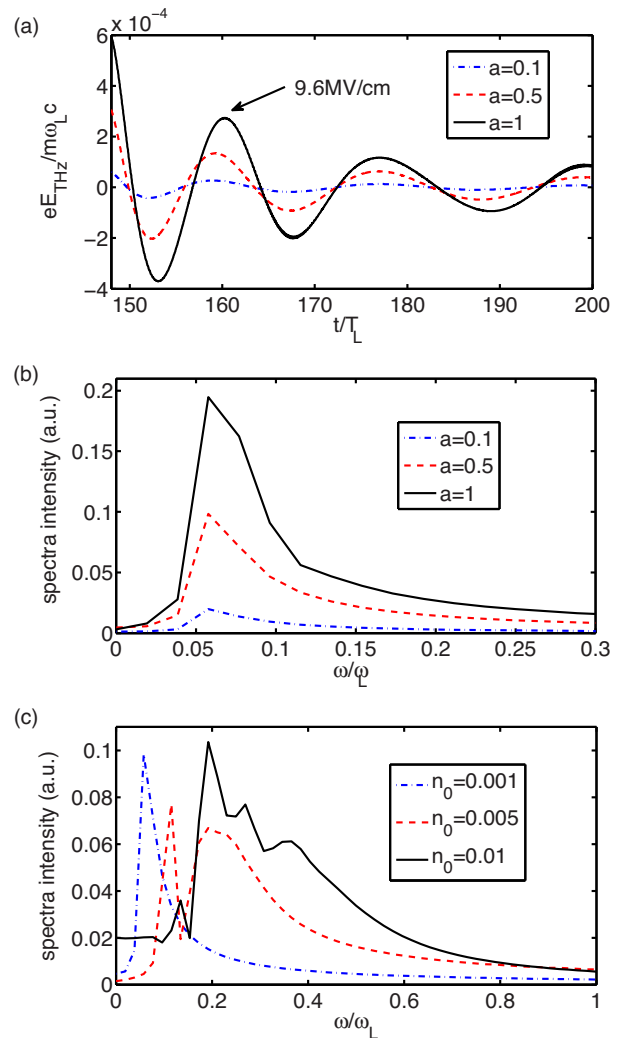 (a)
x 10⁻⁴
6
4
2
0
−2
−4
eE_THz/mω_L c
9.6MV/cm
a=0.1
a=0.5
a=1
150 160 170 180 190 200
t/T_L
(b)
0.2
0.15
0.1
0.05
0
spectra intensity (a.u.)
a=0.1
a=0.5
a=1
0 0.05 0.1 0.15 0.2 0.25 0.3
ω/ω_L
(c)
0.1
0.08
0.06
0.04
0.02
0
spectra intensity (a.u.)
n₀=0.001
n₀=0.005
n₀=0.01
0 0.2 0.4 0.6 0.8 1
ω/ω_L